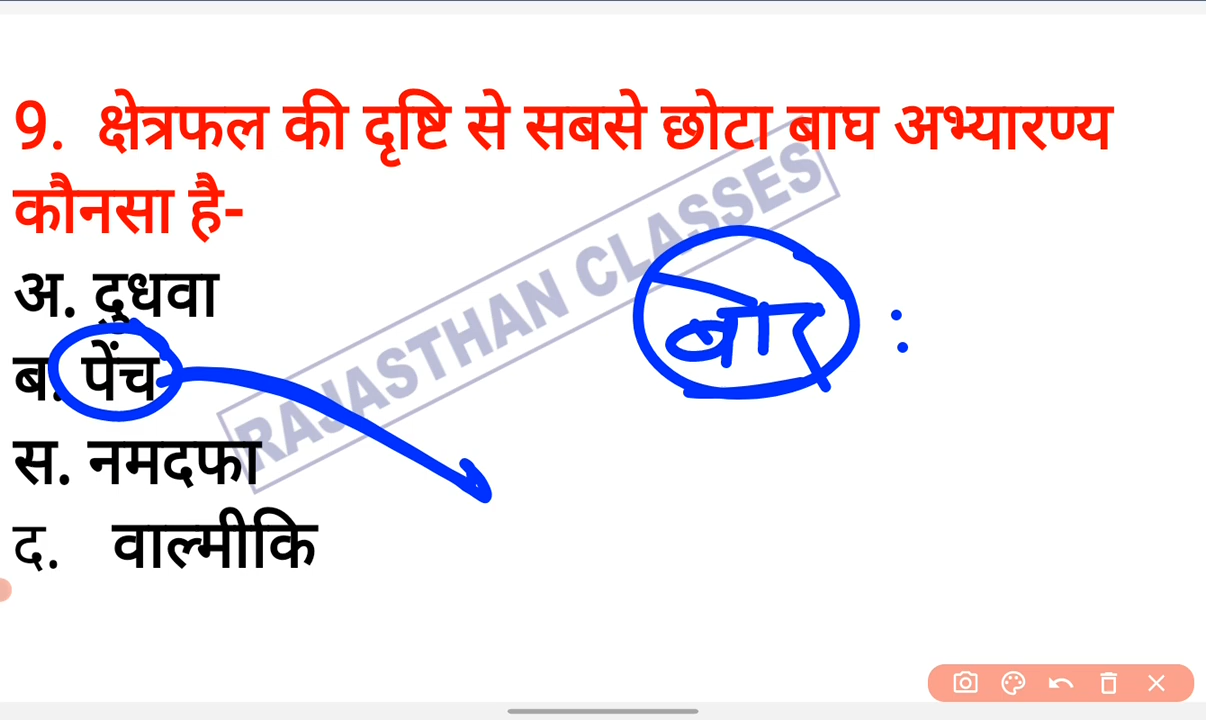 9. क्षेत्रफल की दृष्टि से सबसे छोटा बाघ अभ्यारण्य
कौनसा है-
अ. दुधवा
ब. पेंच
स. नमदफा
द. वाल्मीकि
बार :
RAJASTHAN CLASSES